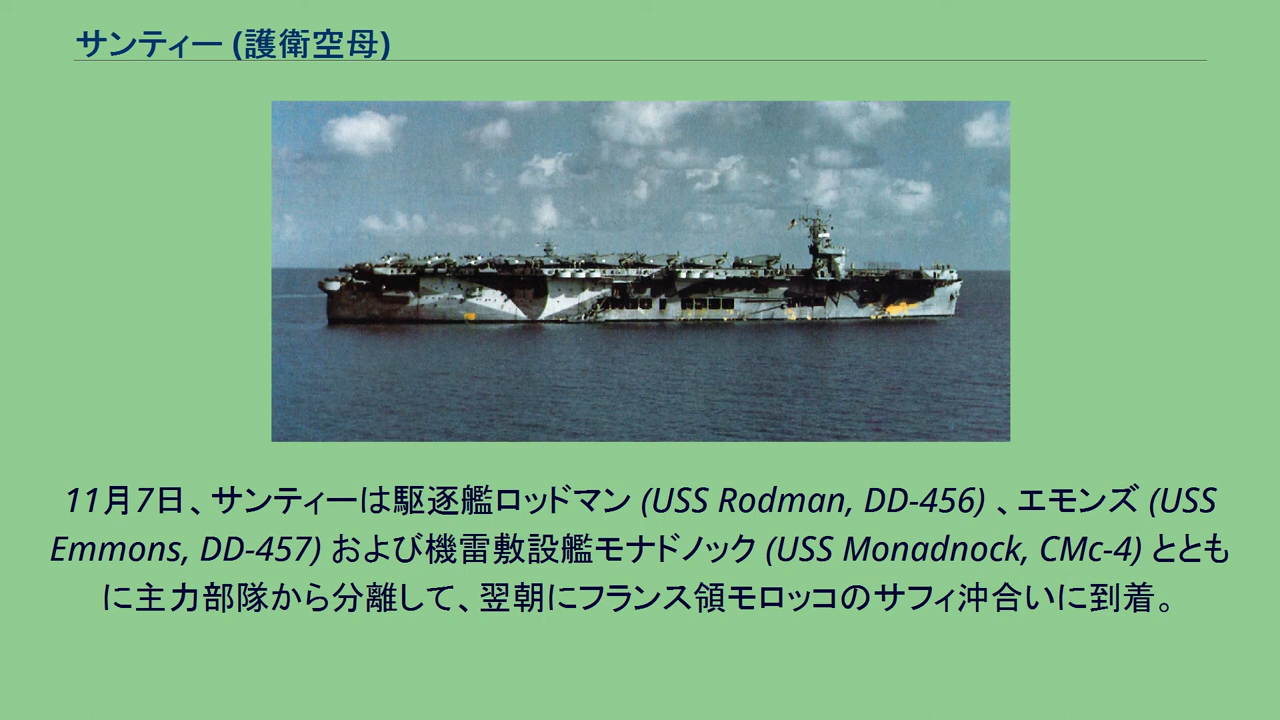 サンティー (護衛空母)
11月7日、サンティーは駆逐艦ロッドマン (USS Rodman, DD-456) 、エモンズ (USS
Emmons, DD-457) および機雷敷設艦モナドノック (USS Monadnock, CMc-4) ととも
に主力部隊から分離して、翌朝にフランス領モロッコのサフィ沖合いに到着。